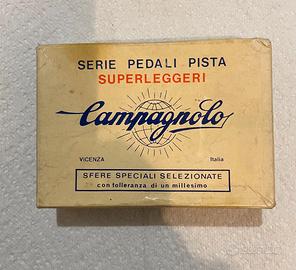 SERIE PEDALI PISTA
SUPERLEGGERI
Campagnolo
VICENZA Italia
SFERE SPECIALI SELEZIONATE
con tolleranza di un millesimo